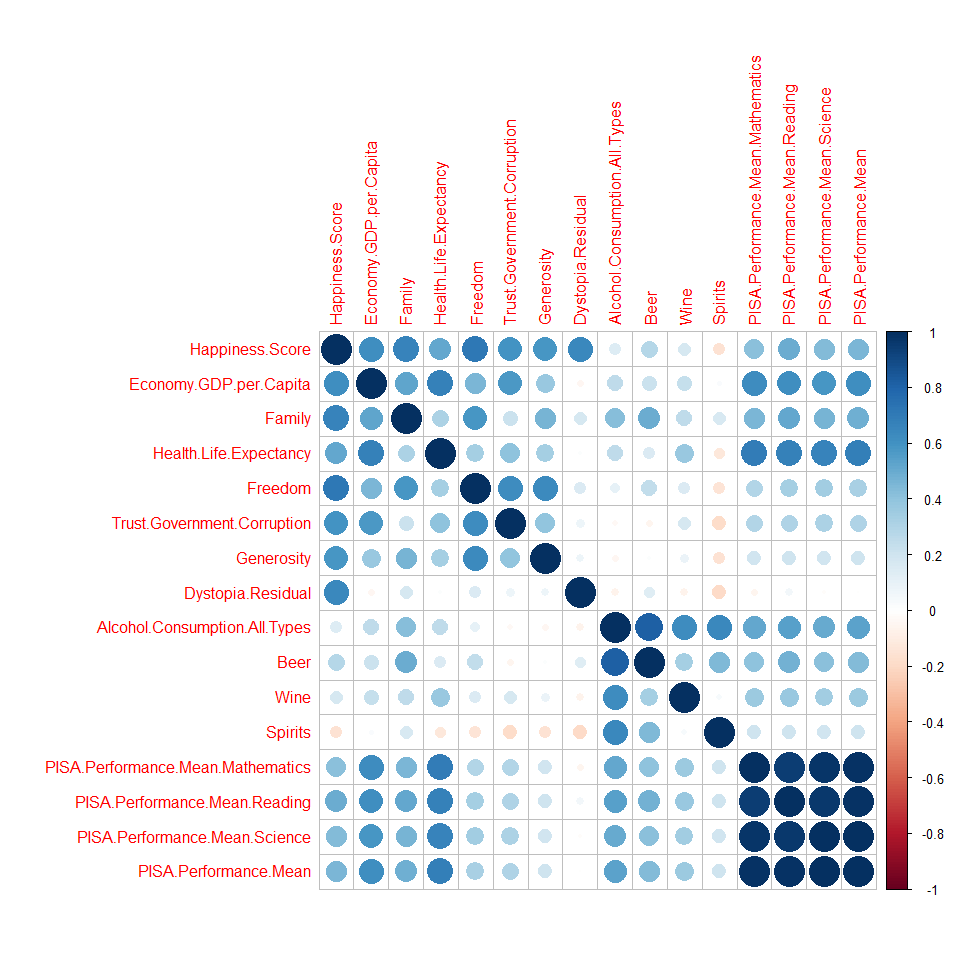 Happiness.Score
Economy.GDP.per.Capita
Family
Health.Life.Expectancy
Freedom
Trust.Government.Corruption
Generosity
Dystopia.Residual
Alcohol.Consumption.All.Types
Beer
Wine
Spirits
PISA.Performance.Mean.Mathematics
PISA.Performance.Mean.Reading
PISA.Performance.Mean.Science
PISA.Performance.Mean
Happiness.Score
Economy.GDP.per.Capita
Family
Health.Life.Expectancy
Freedom
Trust.Government.Corruption
Generosity
Dystopia.Residual
Alcohol.Consumption.All.Types
Beer
Wine
Spirits
PISA.Performance.Mean.Mathematics
PISA.Performance.Mean.Reading
PISA.Performance.Mean.Science
PISA.Performance.Mean
1
0.8
0.6
0.4
0.2
0
-0.2
-0.4
-0.6
-0.8
-1